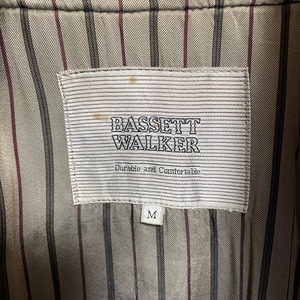 BASSETT
WALKER
Durable and Comfortable
M